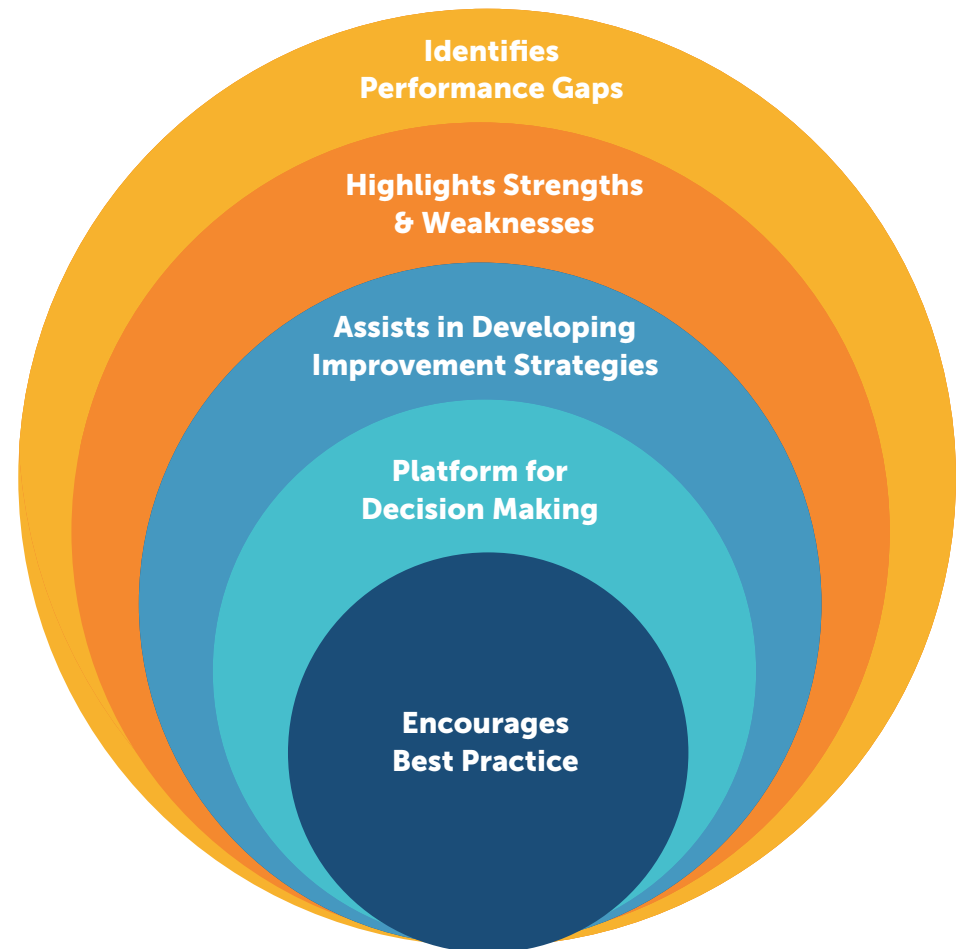 Identifies
Performance Gaps
Highlights Strengths
& Weaknesses
Assists in Developing
Improvement Strategies
Platform for
Decision Making
Encourages
Best Practice